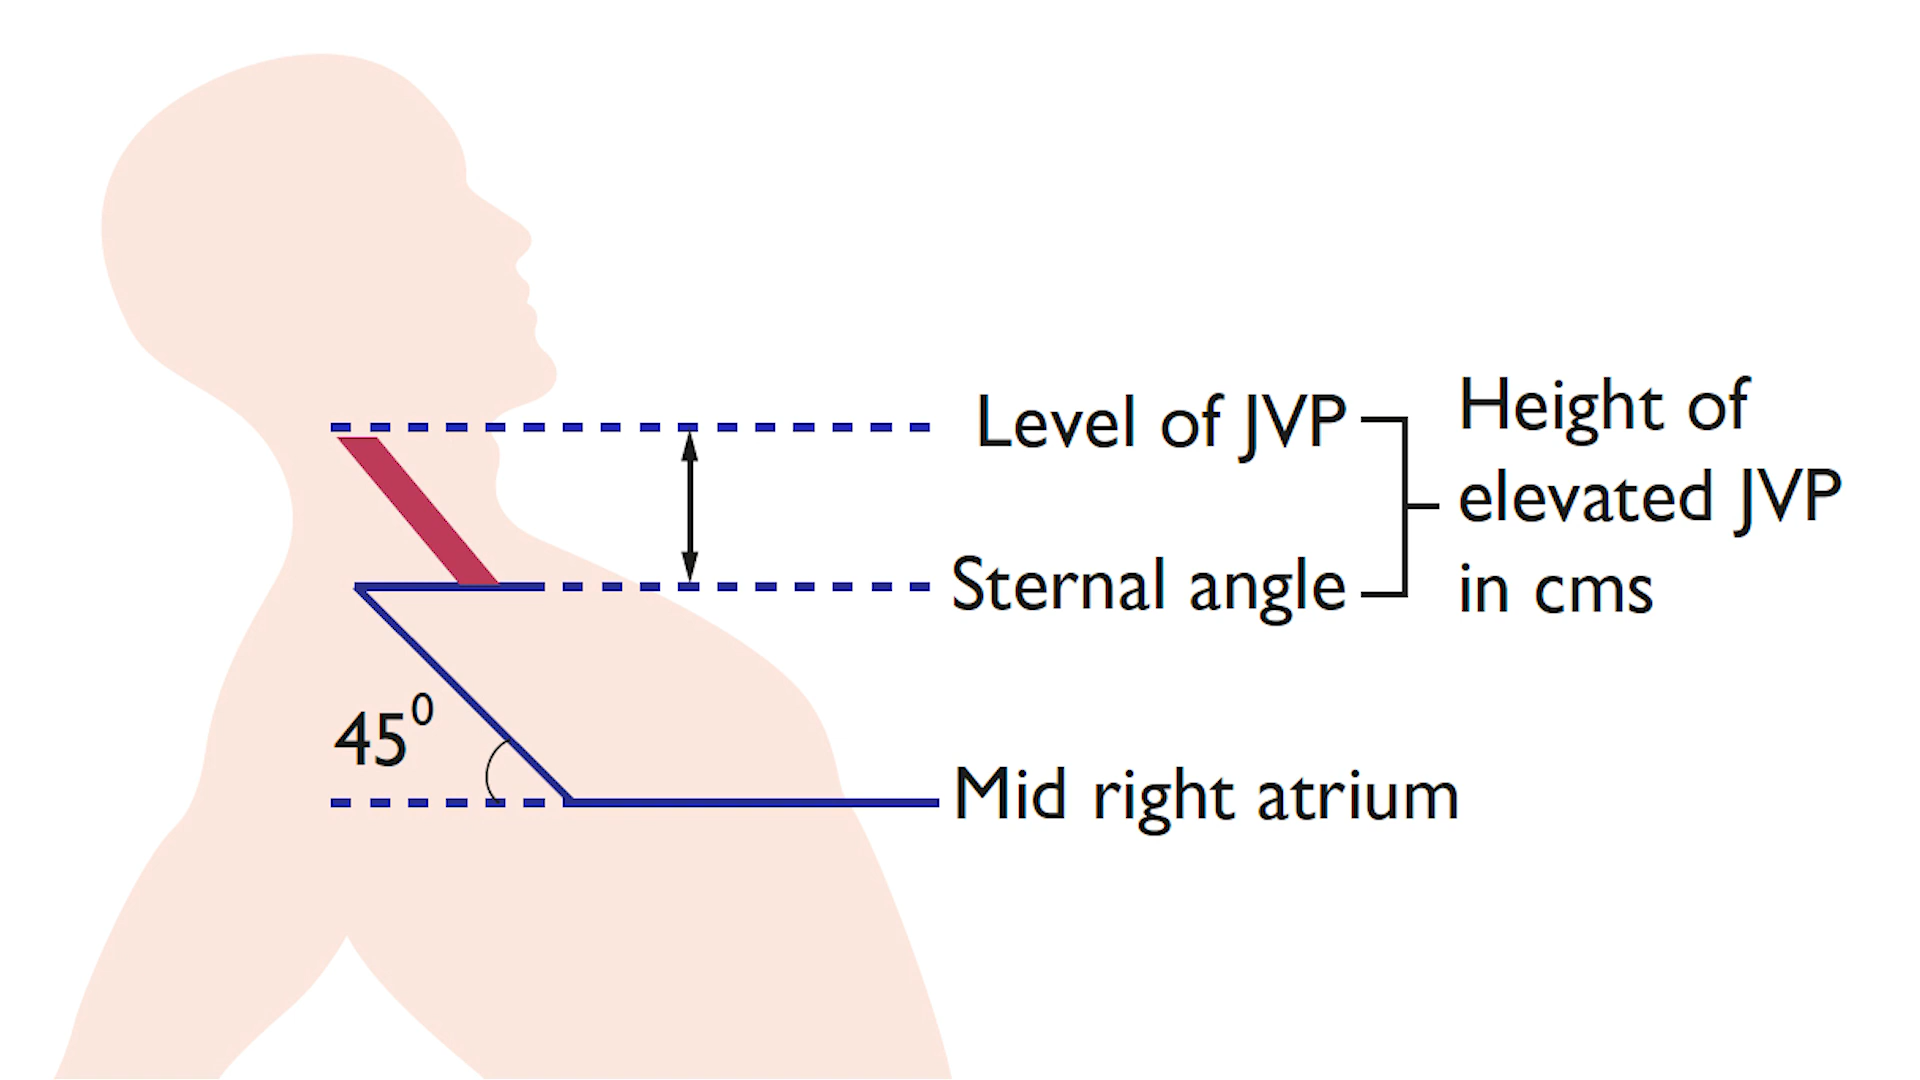 Level of JVP
Sternal angle
Height of
elevated JVP
in cms
45⁰
Mid right atrium